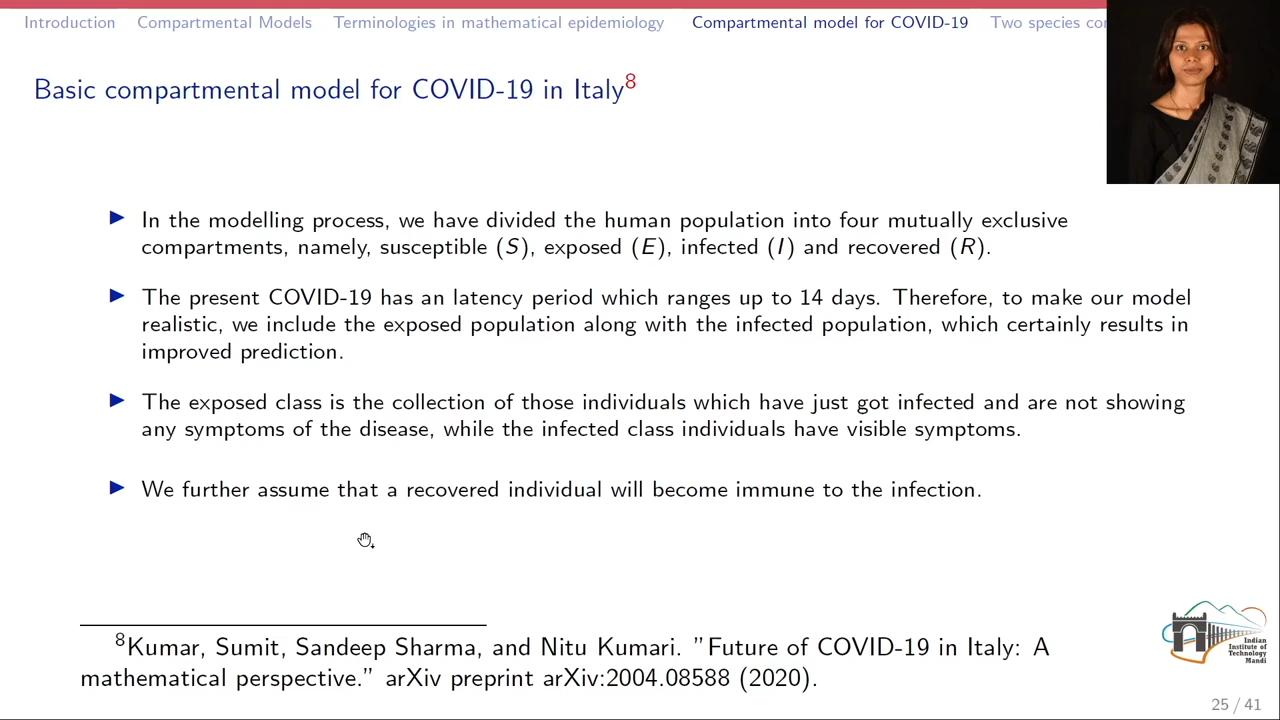 Introduction Compartmental Models Terminologies in mathematical epidemiology Compartmental model for COVID-19 Two species
Basic compartmental model for COVID-19 in Italy8
▶ In the modelling process, we have divided the human population into four mutually exclusive
compartments, namely, susceptible (S), exposed (E), infected (I) and recovered (R).
▶ The present COVID-19 has an latency period which ranges up to 14 days. Therefore, to make our model
realistic, we include the exposed population along with the infected population, which certainly results in
improved prediction.
▶ The exposed class is the collection of those individuals which have just got infected and are not showing
any symptoms of the disease, while the infected class individuals have visible symptoms.
▶ We further assume that a recovered individual will become immune to the infection.
8Kumar, Sumit, Sandeep Sharma, and Nitu Kumari. "Future of COVID-19 in Italy: A
mathematical perspective." arXiv preprint arXiv:2004.08588 (2020).
Indian
Institute of
Technology
Mandi
25 / 41